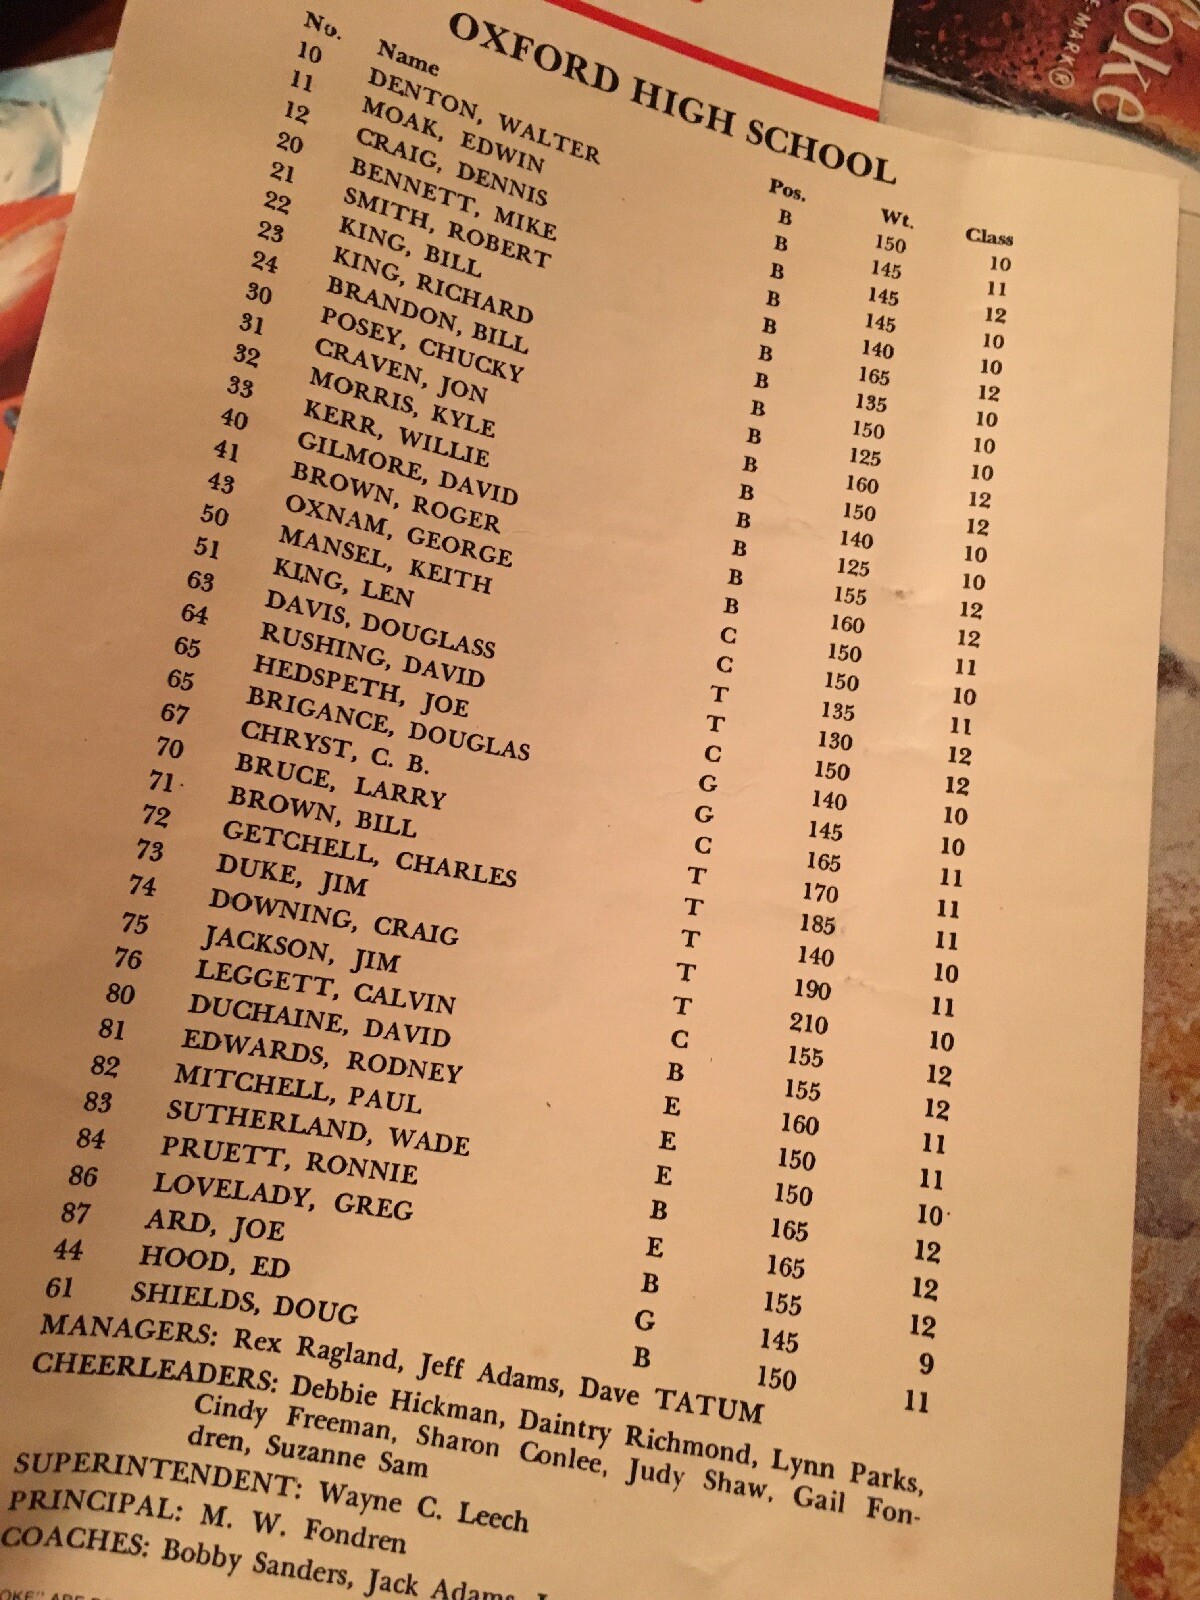 oke
E-MARK®
OXFORD HIGH SCHOOL
No. Name Pos. Wt. Class
10 DENTON, WALTER B 150 10
11 MOAK, EDWIN B 145 11
12 CRAIG, DENNIS B 145 12
20 BENNETT, MIKE B 145 10
21 SMITH, ROBERT B 140 10
22 KING, BILL B 165 12
23 KING, RICHARD B 135 10
24 BRANDON, BILL B 150 10
30 POSEY, CHUCKY B 125 10
31 CRAVEN, JON B 160 12
32 MORRIS, KYLE B 150 12
33 KERR, WILLIE B 140 10
40 GILMORE, DAVID B 125 10
41 BROWN, ROGER B 155 12
43 OXNAM, GEORGE B 160 12
50 MANSEL, KEITH C 150 11
51 KING, LEN C 150 10
63 DAVIS, DOUGLASS T 135 11
64 RUSHING, DAVID T 130 12
65 HEDSPETH, JOE C 150 12
65 BRIGANCE, DOUGLAS G 140 10
67 CHRYST, C. B. G 145 10
70 BRUCE, LARRY C 165 11
71 BROWN, BILL T 170 11
72 GETCHELL, CHARLES T 185 11
73 DUKE, JIM T 140 10
74 DOWNING, CRAIG T 190 11
75 JACKSON, JIM T 210 10
76 LEGGETT, CALVIN C 155 12
80 DUCHAINE, DAVID B 155 12
81 EDWARDS, RODNEY E 160 11
82 MITCHELL, PAUL E 150 11
83 SUTHERLAND, WADE E 150 10
84 PRUETT, RONNIE B 165 12
86 LOVELADY, GREG E 165 12
87 ARD, JOE B 155 12
44 HOOD, ED G 145 9
61 SHIELDS, DOUG B 150 11
MANAGERS: Rex Ragland, Jeff Adams, Dave TATUM
CHEERLEADERS: Debbie Hickman, Daintry Richmond, Lynn Parks,
Cindy Freeman, Sharon Conlee, Judy Shaw, Gail Fon-
dren, Suzanne Sam
SUPERINTENDENT: Wayne C. Leech
PRINCIPAL: M. W. Fondren
COACHES: Bobby Sanders, Jack Adams,
OKE" ARE